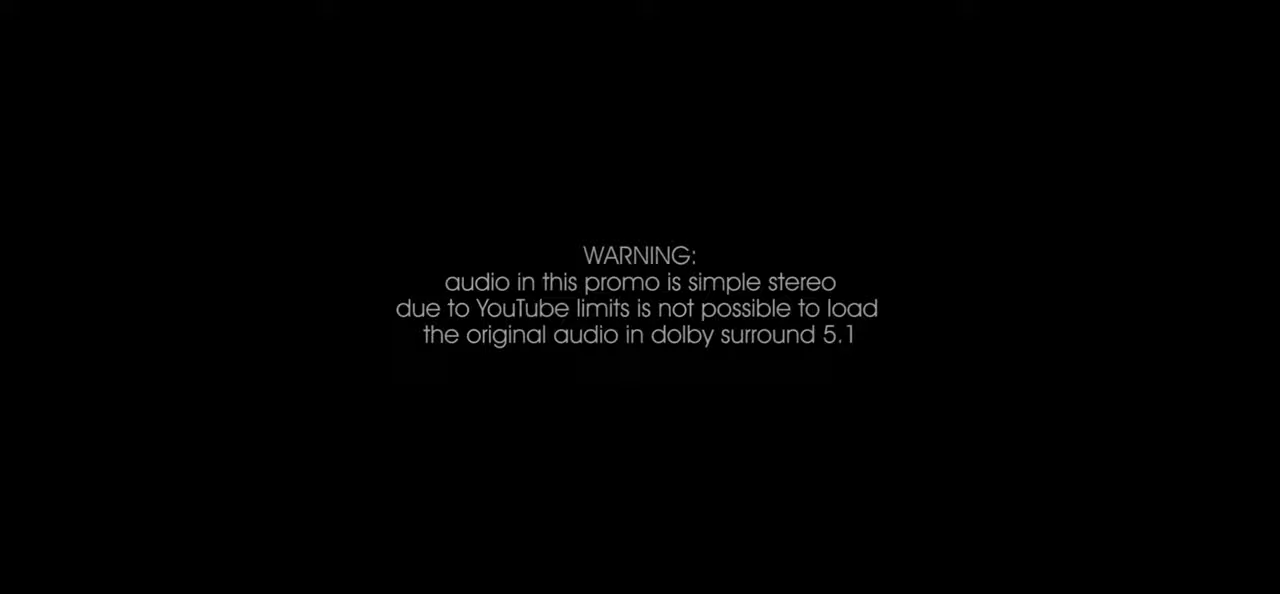 WARNING:
audio in this promo is simple stereo
due to YouTube limits is not possible to load
the original audio in dolby surround 5.1